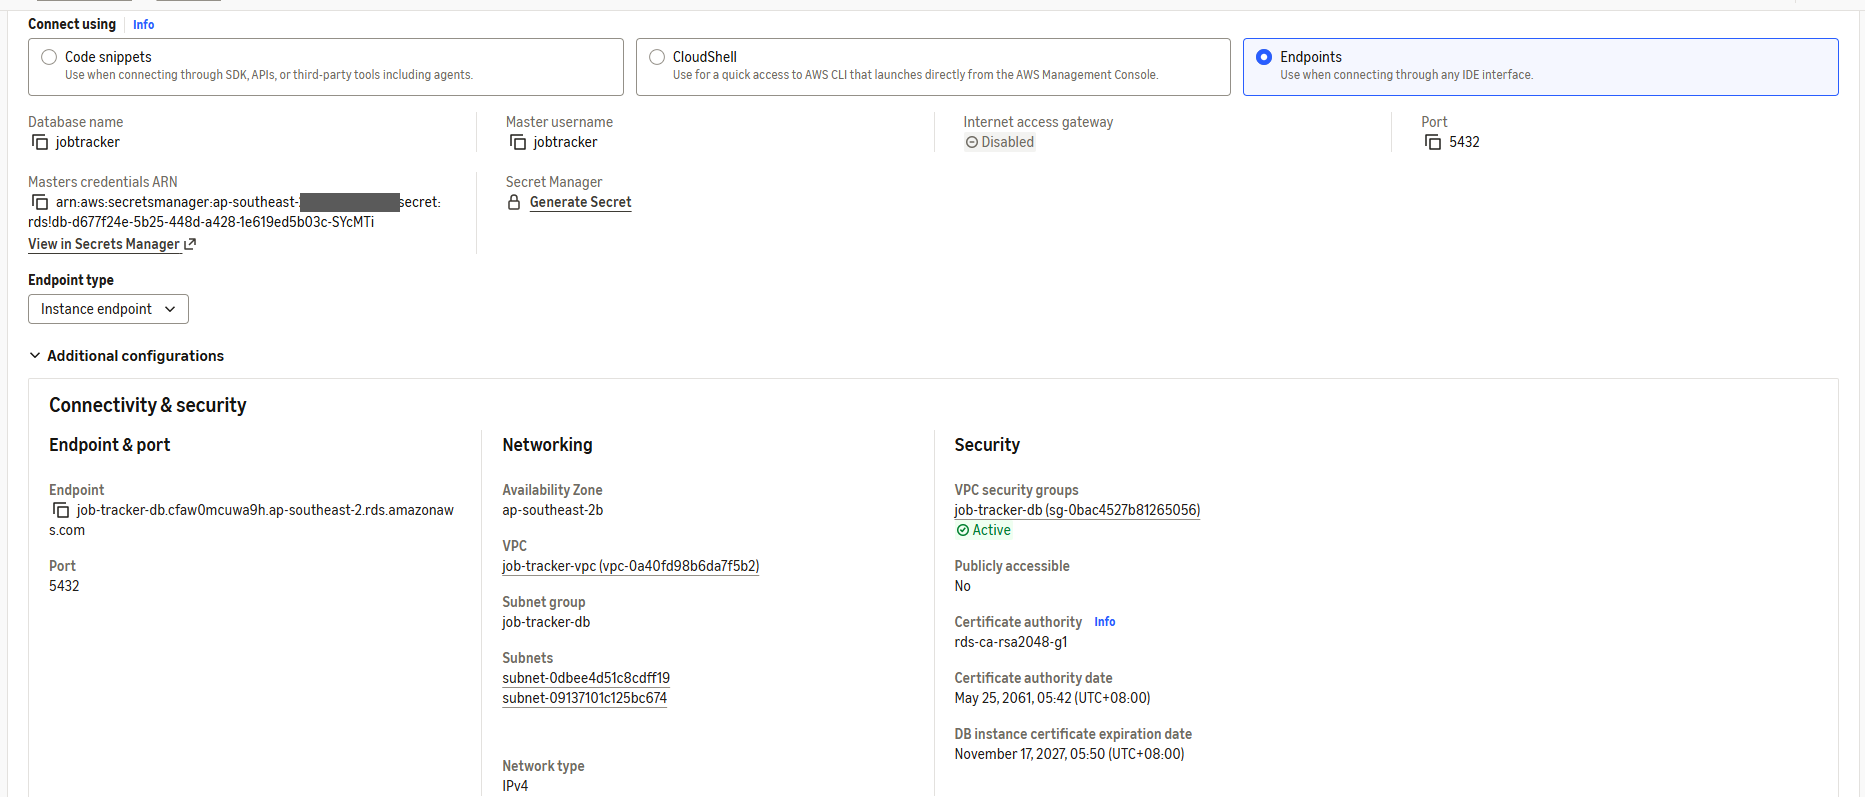 Connect using Info
Code snippets
Use when connecting through SDK, APIs, or third-party tools including agents.
CloudShell
Use for a quick access to AWS CLI that launches directly from the AWS Management Console.
Endpoints
Use when connecting through any IDE interface.
Database name
jobtracker
Master username
jobtracker
Internet access gateway
Disabled
Port
5432
Masters credentials ARN
arn:aws:secretsmanager:ap-southeast- secret:
rds!db-d677f24e-5b25-448d-a428-1e619ed5b03c-SYcMTi
View in Secrets Manager
Secret Manager
Generate Secret
Endpoint type
Instance endpoint
Additional configurations
Connectivity & security
Endpoint & port
Endpoint
job-tracker-db.cfaw0mcuwa9h.ap-southeast-2.rds.amazonaw
s.com
Port
5432
Networking
Availability Zone
ap-southeast-2b
VPC
job-tracker-vpc (vpc-0a40fd98b6da7f5b2)
Subnet group
job-tracker-db
Subnets
subnet-0dbee4d51c8cdff19
subnet-09137101c125bc674
Network type
IPv4
Security
VPC security groups
job-tracker-db (sg-0bac4527b81265056)
Active
Publicly accessible
No
Certificate authority Info
rds-ca-rsa2048-g1
Certificate authority date
May 25, 2061, 05:42 (UTC+08:00)
DB instance certificate expiration date
November 17, 2027, 05:50 (UTC+08:00)